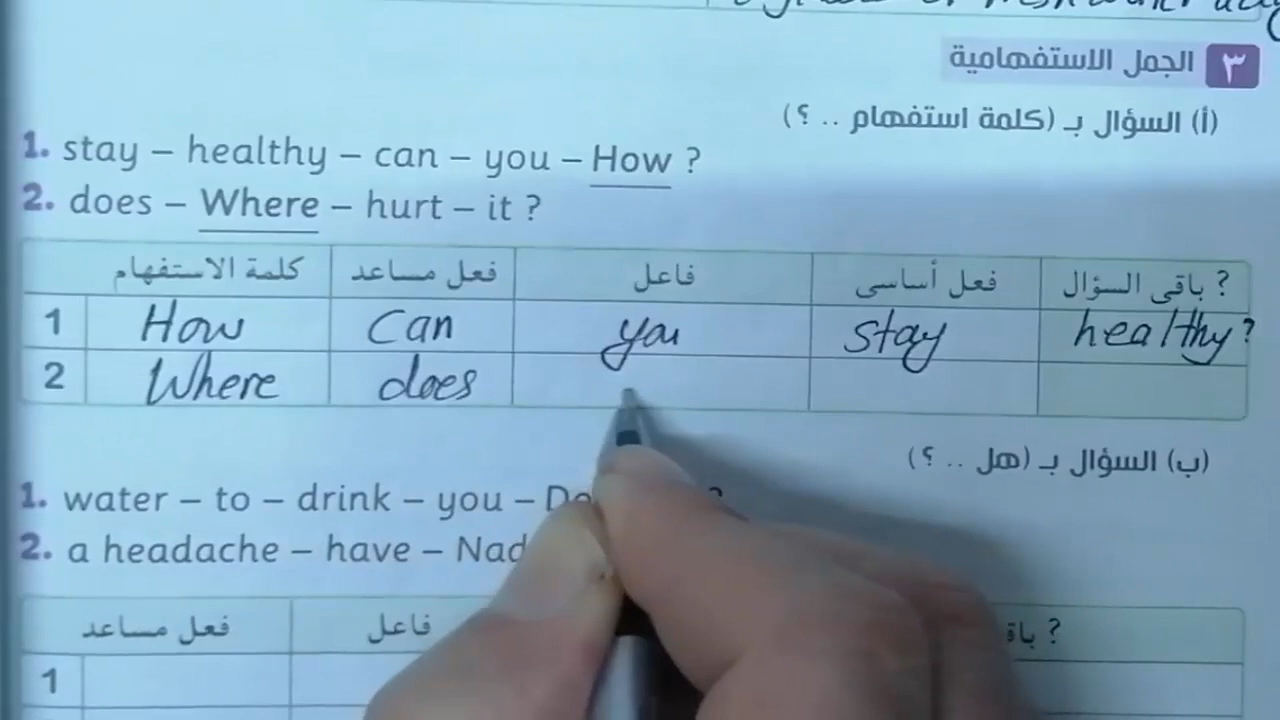 ٣ الجمل الاستفهامية
(أ) السؤال بـ (كلمة استفهام .. ؟)
1. stay – healthy – can – you – How ?
2. does – Where – hurt – it ?
كلمة الاستفهام فعل مساعد فاعل فعل أساسى باقى السؤال ?
1 How Can you stay healthy?
2 Where does
(ب) السؤال بـ (هل .. ؟)
1. water – to – drink – you –
2. a headache – have –
فعل مساعد فاعل ?
1